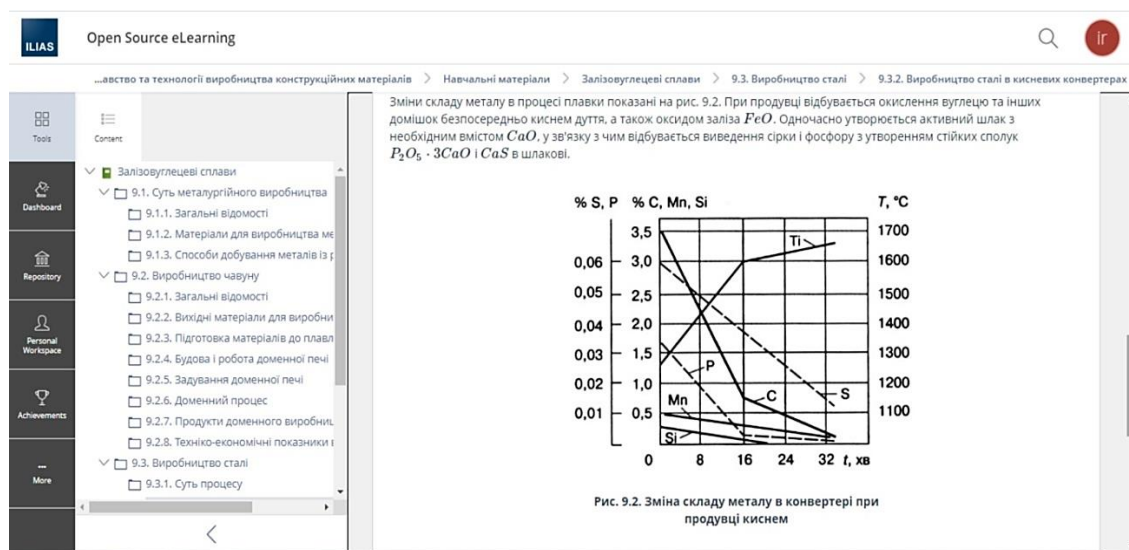 ILIAS
Open Source eLearning
ir
...авство та технології виробництва конструкційних матеріалів > Навчальні матеріали > Залізовуглецеві сплави > 9.3. Виробництво сталі > 9.3.2. Виробництво сталі в кисневих конвертерах
Tools
Dashboard
Repository
Personal
Workspace
Achievements
More
Content
Залізовуглецеві сплави
9.1. Суть металургійного виробництва
9.1.1. Загальні відомості
9.1.2. Матеріали для виробництва ме
9.1.3. Способи добування металів із р
9.2. Виробництво чавуну
9.2.1. Загальні відомості
9.2.2. Вихідні матеріали для виробни
9.2.3. Підготовка матеріалів до плавл
9.2.4. Будова і робота доменної печі
9.2.5. Задування доменної печі
9.2.6. Доменний процес
9.2.7. Продукти доменного виробниц
9.2.8. Техніко-економічні показники
9.3. Виробництво сталі
9.3.1. Суть процесу
Зміни складу металу в процесі плавки показані на рис. 9.2. При продувці відбувається окислення вуглецю та інших
домішок безпосередньо киснем дуття, а також оксидом заліза FeO. Одночасно утворюється активний шлак з
необхідним вмістом CaO, у зв'язку з чим відбувається виведення сірки і фосфору з утворенням стійких сполук
P₂O₅ · 3CaO і CaS в шлакові.
% S, P % C, Mn, Si T, °C
3,5 1700
0,06 3,0 1600
0,05 2,5 1500
0,04 2,0 1400
0,03 1,5 1300
0,02 1,0 1200
0,01 0,5 1100
Ti
P
S
C
Mn
Si
0 8 16 24 32 t, хв
Рис. 9.2. Зміна складу металу в конвертері при
продувці киснем